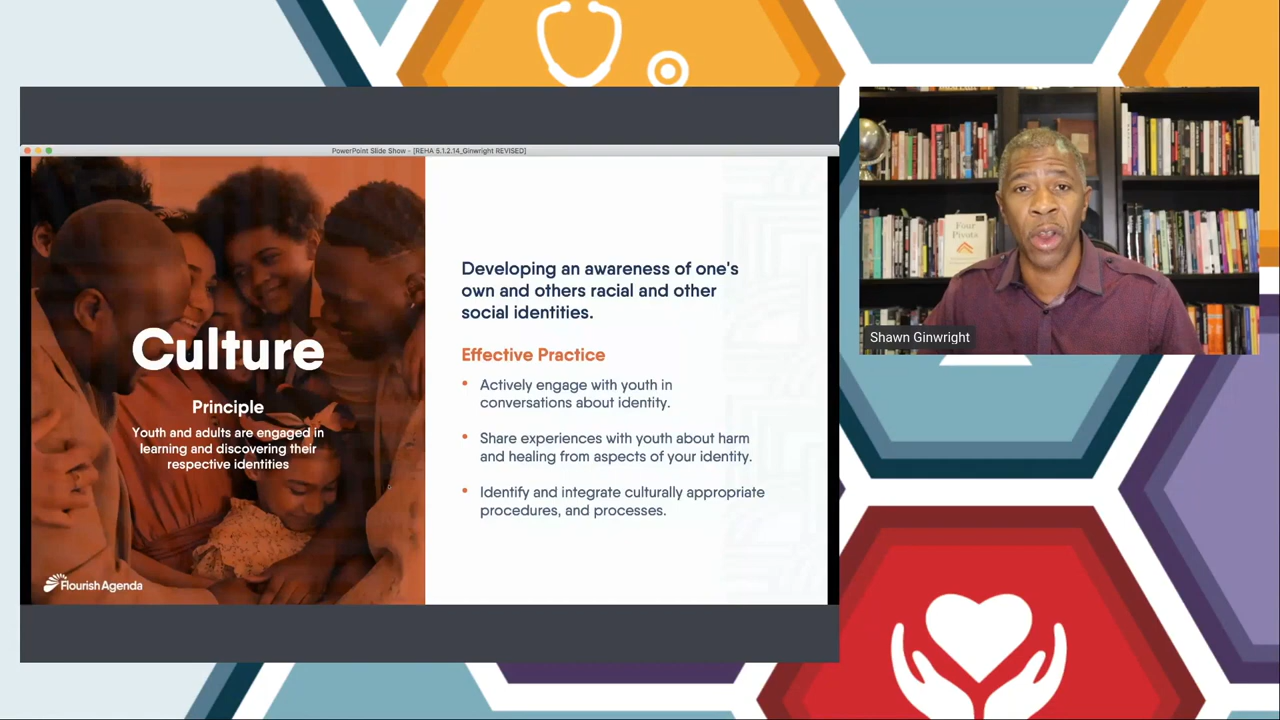 PowerPoint Slide Show - [REHA 5.1.2.14_Ginwright REVISED]
Culture
Principle
Youth and adults are engaged in
learning and discovering their
respective identities
Flourish Agenda
Developing an awareness of one's
own and others racial and other
social identities.
Effective Practice
• Actively engage with youth in
conversations about identity.
• Share experiences with youth about harm
and healing from aspects of your identity.
• Identify and integrate culturally appropriate
procedures, and processes.
Four
Pivots
Shawn Ginwright